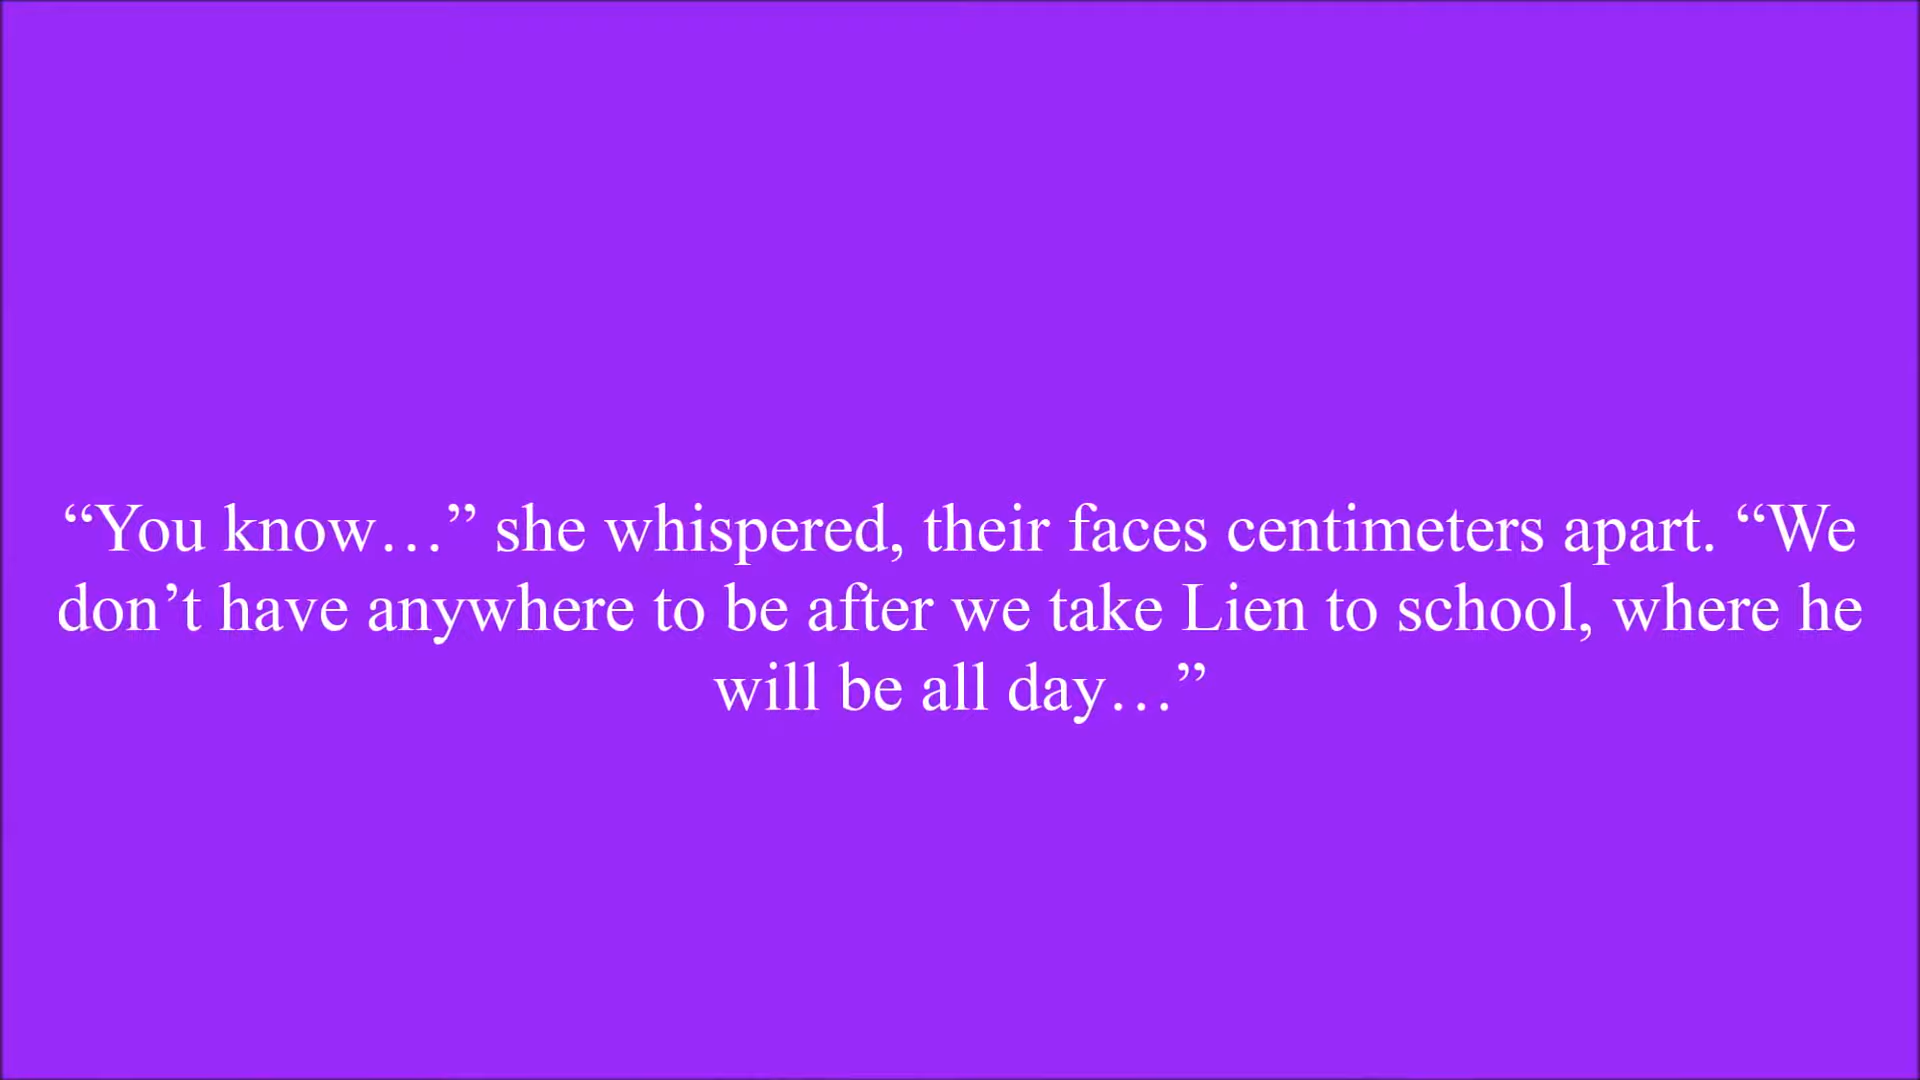 “You know…” she whispered, their faces centimeters apart. “We
don’t have anywhere to be after we take Lien to school, where he
will be all day…”